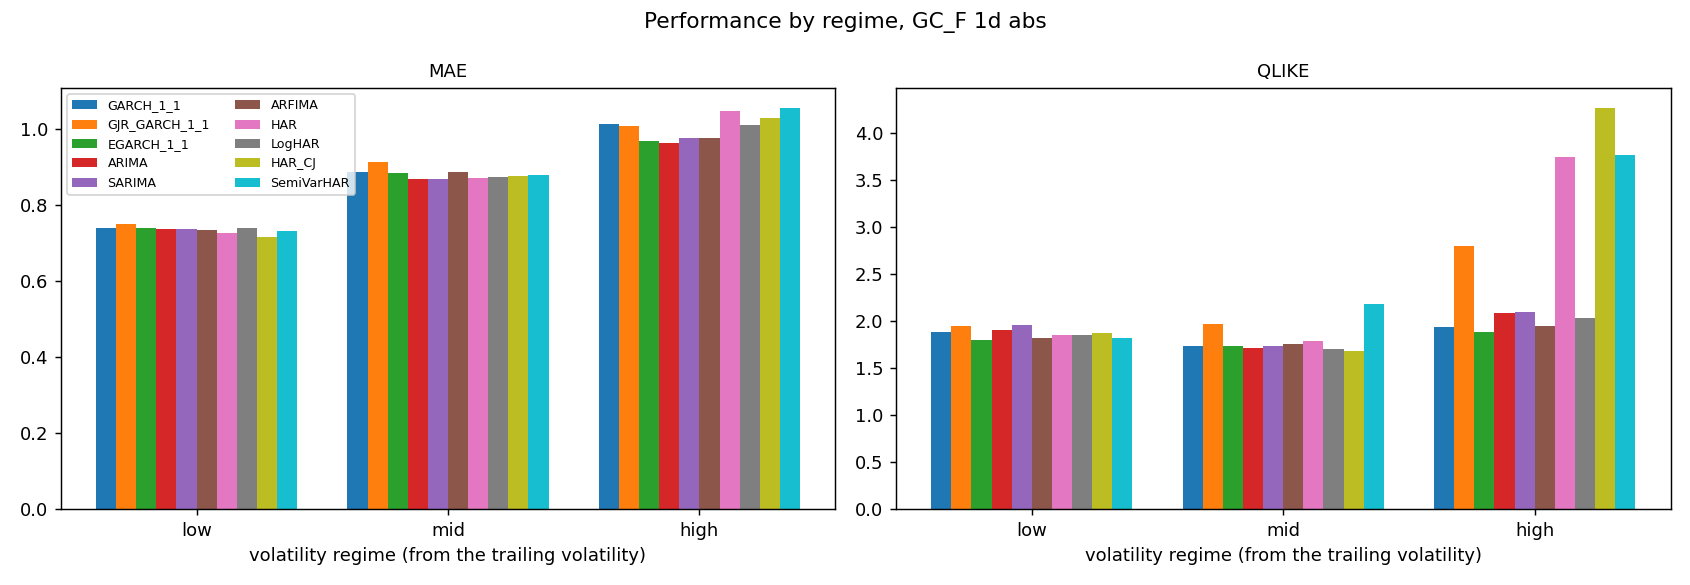 Performance by regime, GC_F 1d abs
MAE
GARCH_1_1
GJR_GARCH_1_1
EGARCH_1_1
ARIMA
SARIMA
ARFIMA
HAR
LogHAR
HAR_CJ
SemiVarHAR
1.0
0.8
0.6
0.4
0.2
0.0
low mid high
volatility regime (from the trailing volatility)
QLIKE
4.0
3.5
3.0
2.5
2.0
1.5
1.0
0.5
0.0
low mid high
volatility regime (from the trailing volatility)